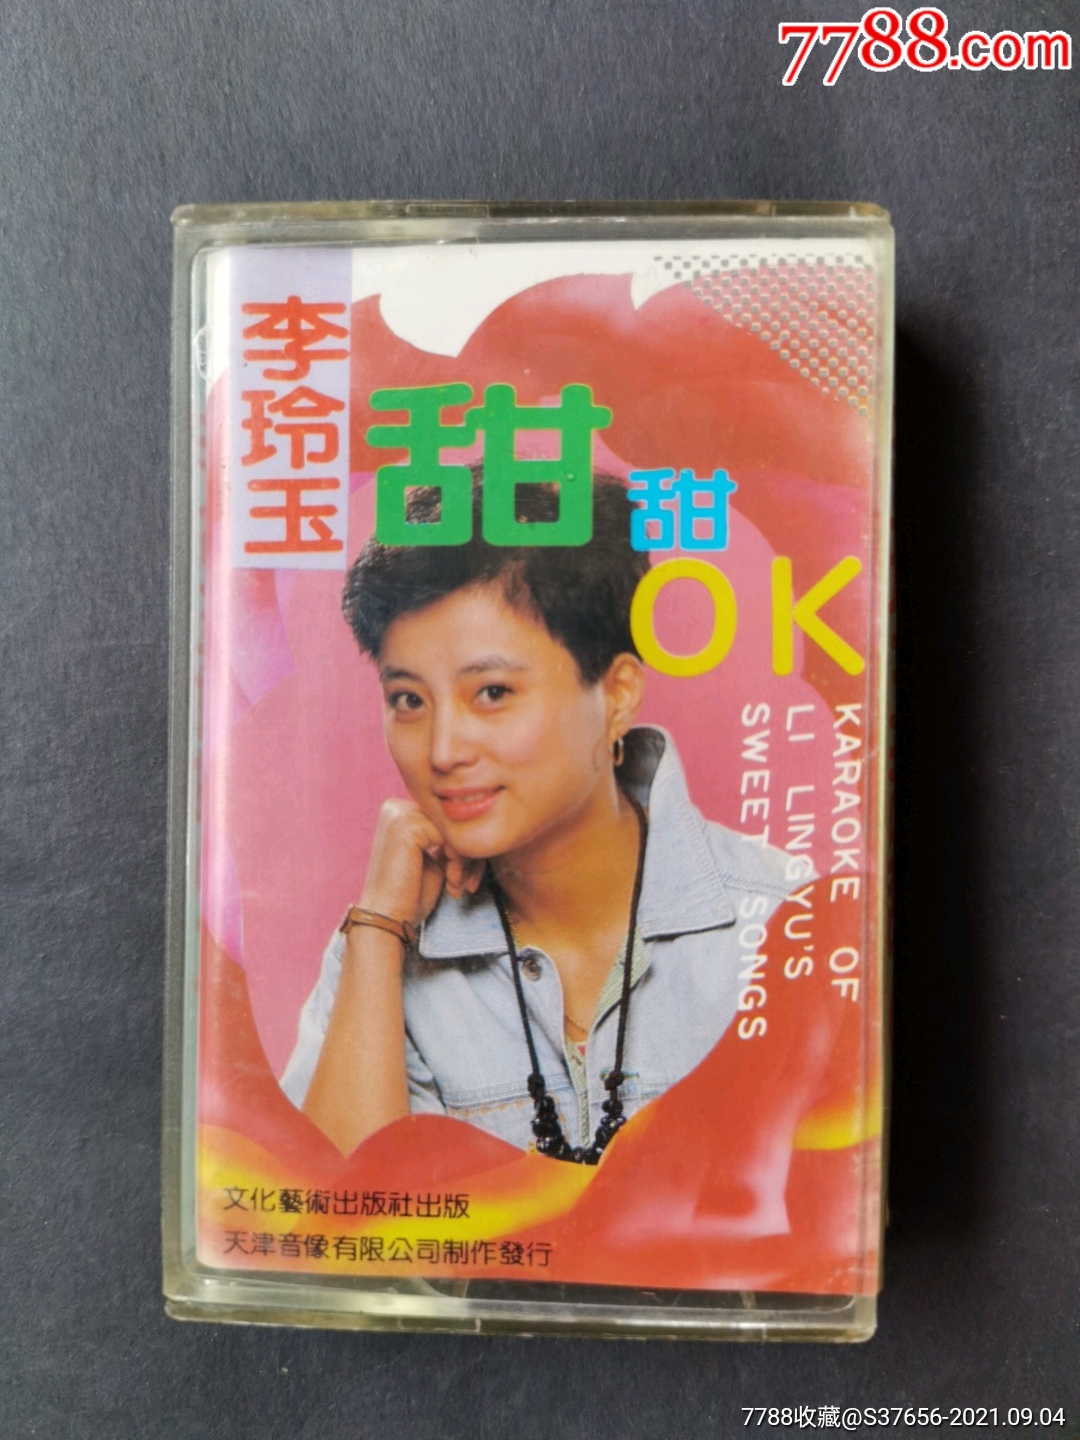 7788.com
李玲玉
甜
甜
OK
KARAOKE OF
LI LINGYU'S
SWEET SONGS
文化藝術出版社出版
天津音像有限公司制作發行
7788收藏@S37656-2021.09.04